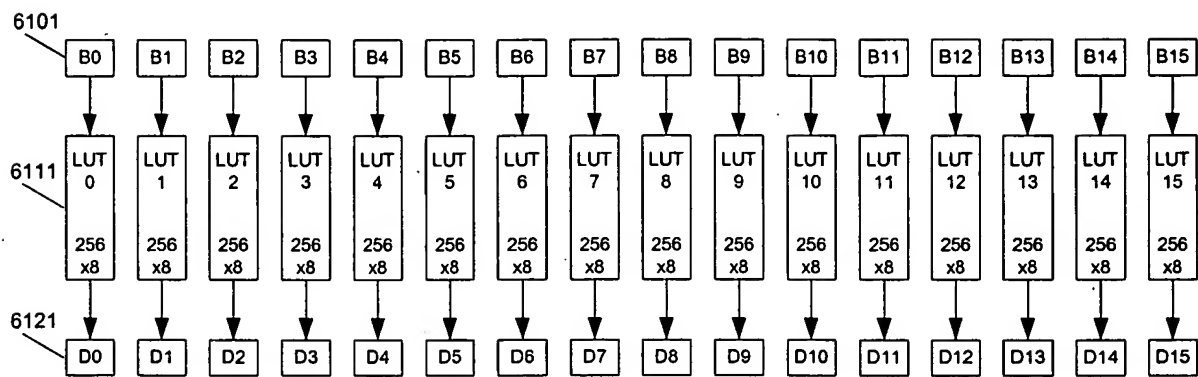 6101
B0 B1 B2 B3 B4 B5 B6 B7 B8 B9 B10 B11 B12 B13 B14 B15
LUT LUT LUT LUT LUT LUT LUT LUT LUT LUT LUT LUT LUT LUT LUT LUT
6111
0 1 2 3 4 5 6 7 8 9 10 11 12 13 14 15
256 256 256 256 256 256 256 256 256 256 256 256 256 256 256 256
x8 x8 x8 x8 x8 x8 x8 x8 x8 x8 x8 x8 x8 x8 x8 x8
6121
D0 D1 D2 D3 D4 D5 D6 D7 D8 D9 D10 D11 D12 D13 D14 D15